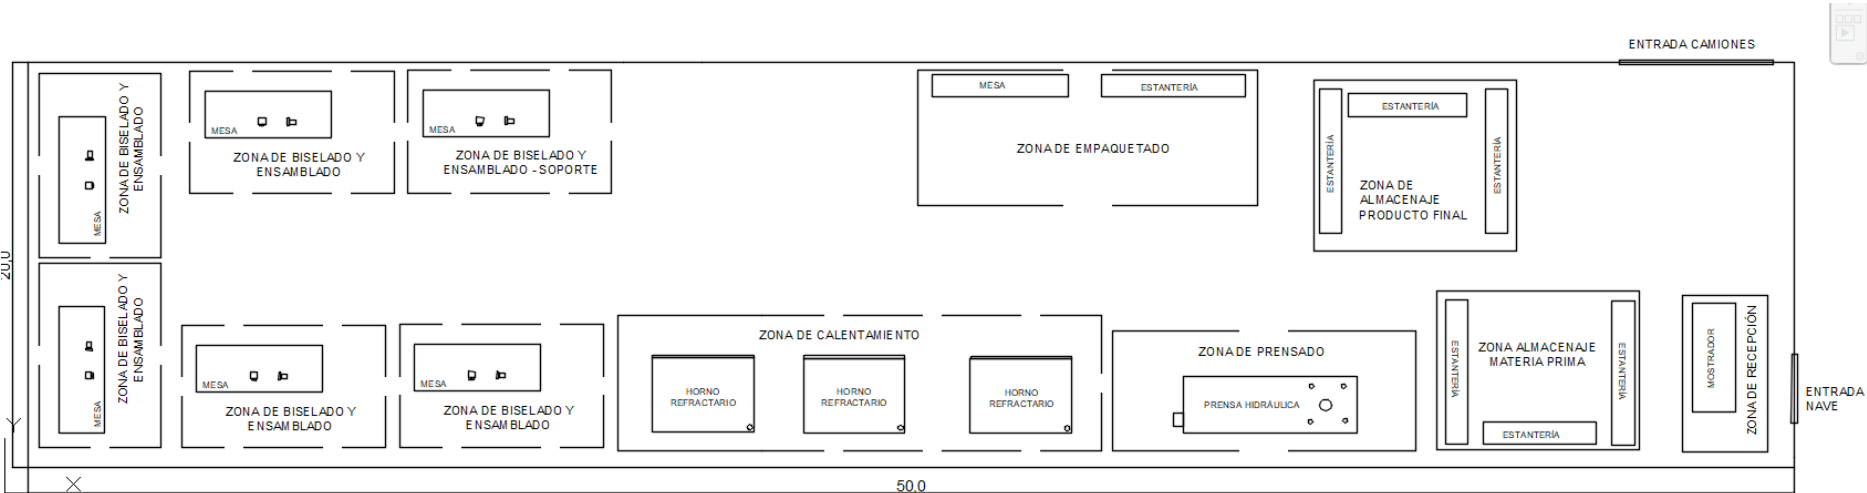 ENTRADA CAMIONES
ZONA DE BISELADO Y
ENSAMBLADO
MESA
MESA
ZONA DE BISELADO Y
ENSAMBLADO
MESA
ZONA DE BISELADO Y
ENSAMBLADO - SOPORTE
MESA
ESTANTERÍA
ZONA DE EMPAQUETADO
ESTANTERÍA
ESTANTERÍA
ESTANTERÍA
ZONA DE
ALMACENAJE
PRODUCTO FINAL
20,0
ZONA DE BISELADO Y
ENSAMBLADO
MESA
MESA
ZONA DE BISELADO Y
ENSAMBLADO
MESA
ZONA DE BISELADO Y
ENSAMBLADO
ZONA DE CALENTAMIENTO
HORNO
REFRACTARIO
HORNO
REFRACTARIO
HORNO
REFRACTARIO
ZONA DE PRENSADO
PRENSA HIDRÁULICA
ESTANTERÍA
ZONA ALMACENAJE
MATERIA PRIMA
ESTANTERÍA
ESTANTERÍA
MOSTRADOR
ZONA DE RECEPCIÓN
ENTRADA
NAVE
Y
X
50,0